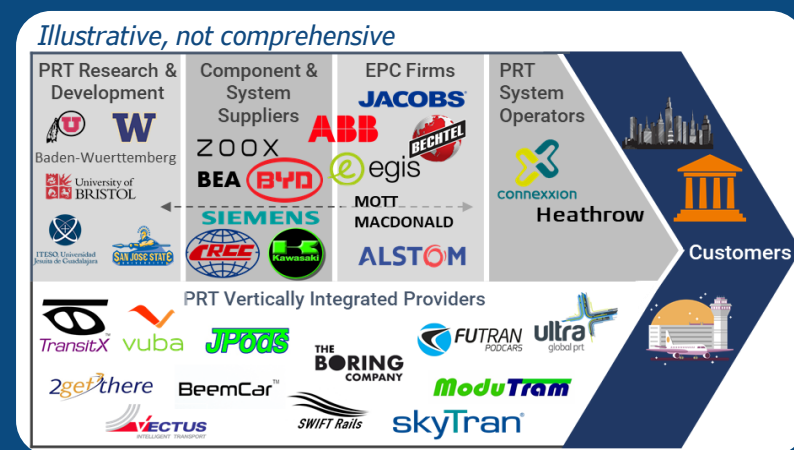 Illustrative, not comprehensive
PRT Research &
Development
U
W
Baden-Wuerttemberg
University of
BRISTOL
ITESO, Universidad
Jesuita de Guadalajara
SAN JOSE STATE
Component &
System
Suppliers
ZOOX
BEA
BYD
SIEMENS
CRCC
Kawasaki
EPC Firms
JACOBS
ABB
BECHTEL
egis
MOTT
MACDONALD
ALSTOM
PRT
System
Operators
connexxion
Heathrow
Customers
PRT Vertically Integrated Providers
TransitX™
vuba
JPods
THE
BORING
COMPANY
FUTRAN
PODCARS
ultra
global prt
2getthere
BeemCar™
ModuTram
VECTUS
INTELLIGENT TRANSPORT
SWIFT Rails
skyTran®